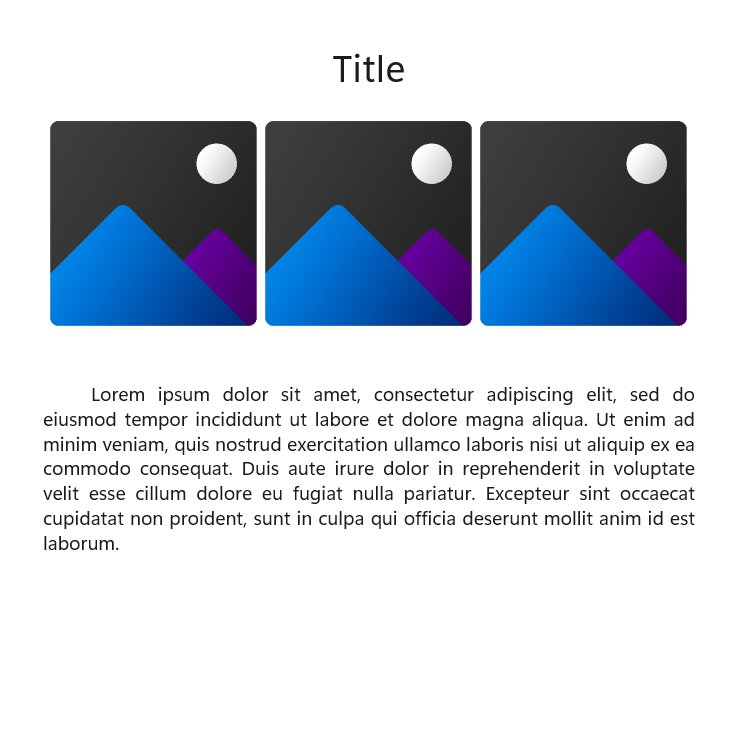 Title
Lorem ipsum dolor sit amet, consectetur adipiscing elit, sed do
eiusmod tempor incididunt ut labore et dolore magna aliqua. Ut enim ad
minim veniam, quis nostrud exercitation ullamco laboris nisi ut aliquip ex ea
commodo consequat. Duis aute irure dolor in reprehenderit in voluptate
velit esse cillum dolore eu fugiat nulla pariatur. Excepteur sint occaecat
cupidatat non proident, sunt in culpa qui officia deserunt mollit anim id est
laborum.